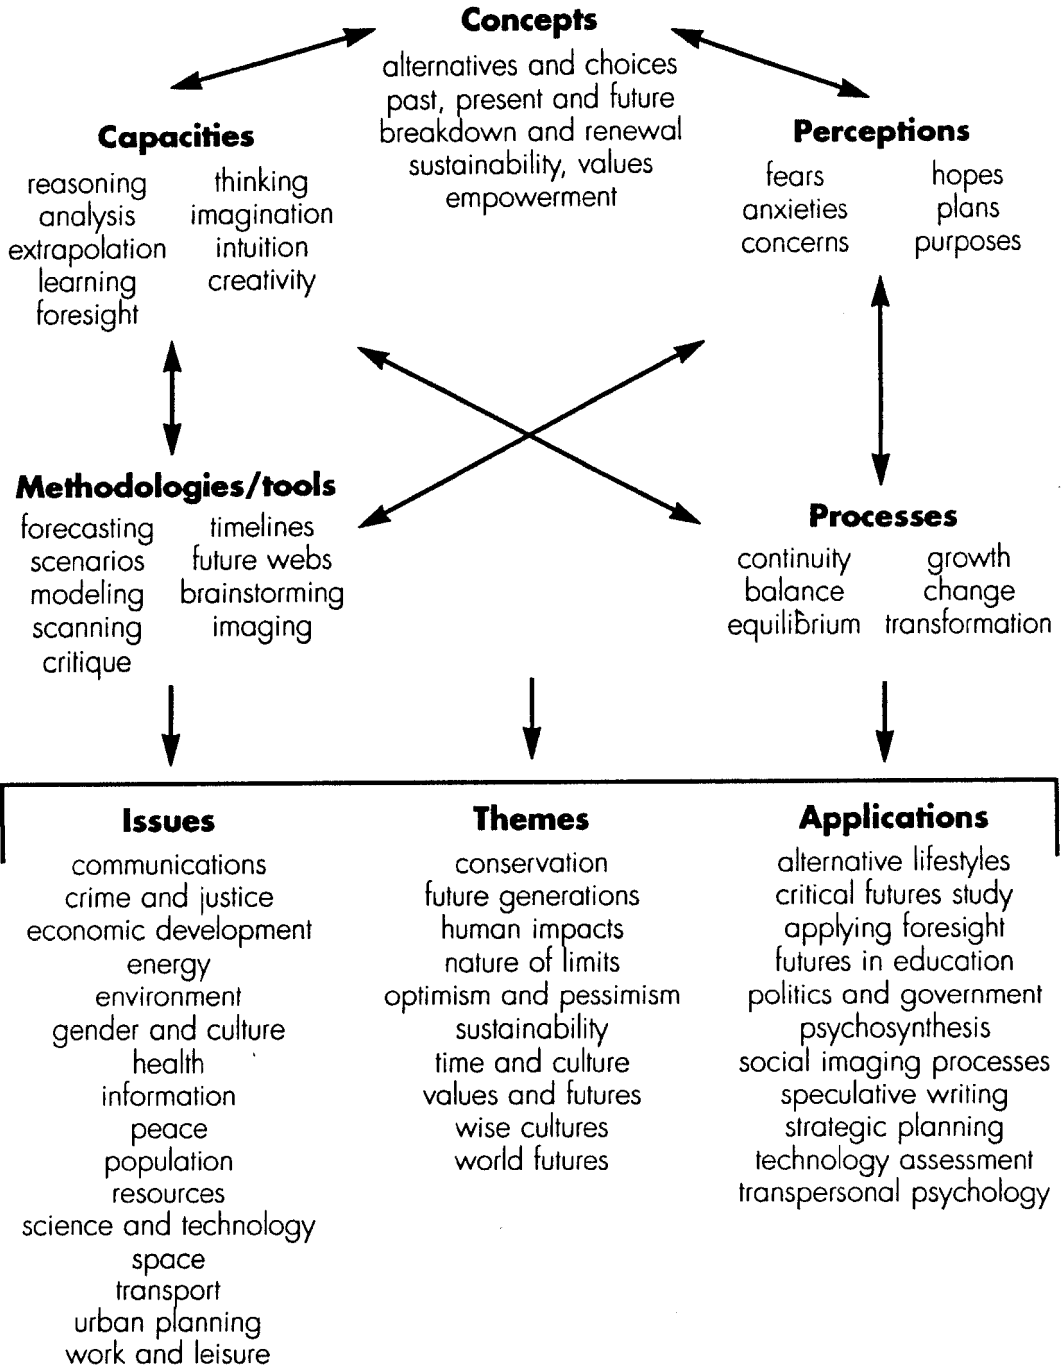 Concepts
alternatives and choices
past, present and future
breakdown and renewal
sustainability, values
empowerment
Capacities
reasoning thinking
analysis imagination
extrapolation intuition
learning creativity
foresight
Perceptions
fears hopes
anxieties plans
concerns purposes
Methodologies/tools
forecasting timelines
scenarios future webs
modeling brainstorming
scanning imaging
critique
Processes
continuity growth
balance change
equilibrium transformation
Issues
communications
crime and justice
economic development
energy
environment
gender and culture
health
information
peace
population
resources
science and technology
space
transport
urban planning
work and leisure
Themes
conservation
future generations
human impacts
nature of limits
optimism and pessimism
sustainability
time and culture
values and futures
wise cultures
world futures
Applications
alternative lifestyles
critical futures study
applying foresight
futures in education
politics and government
psychosynthesis
social imaging processes
speculative writing
strategic planning
technology assessment
transpersonal psychology